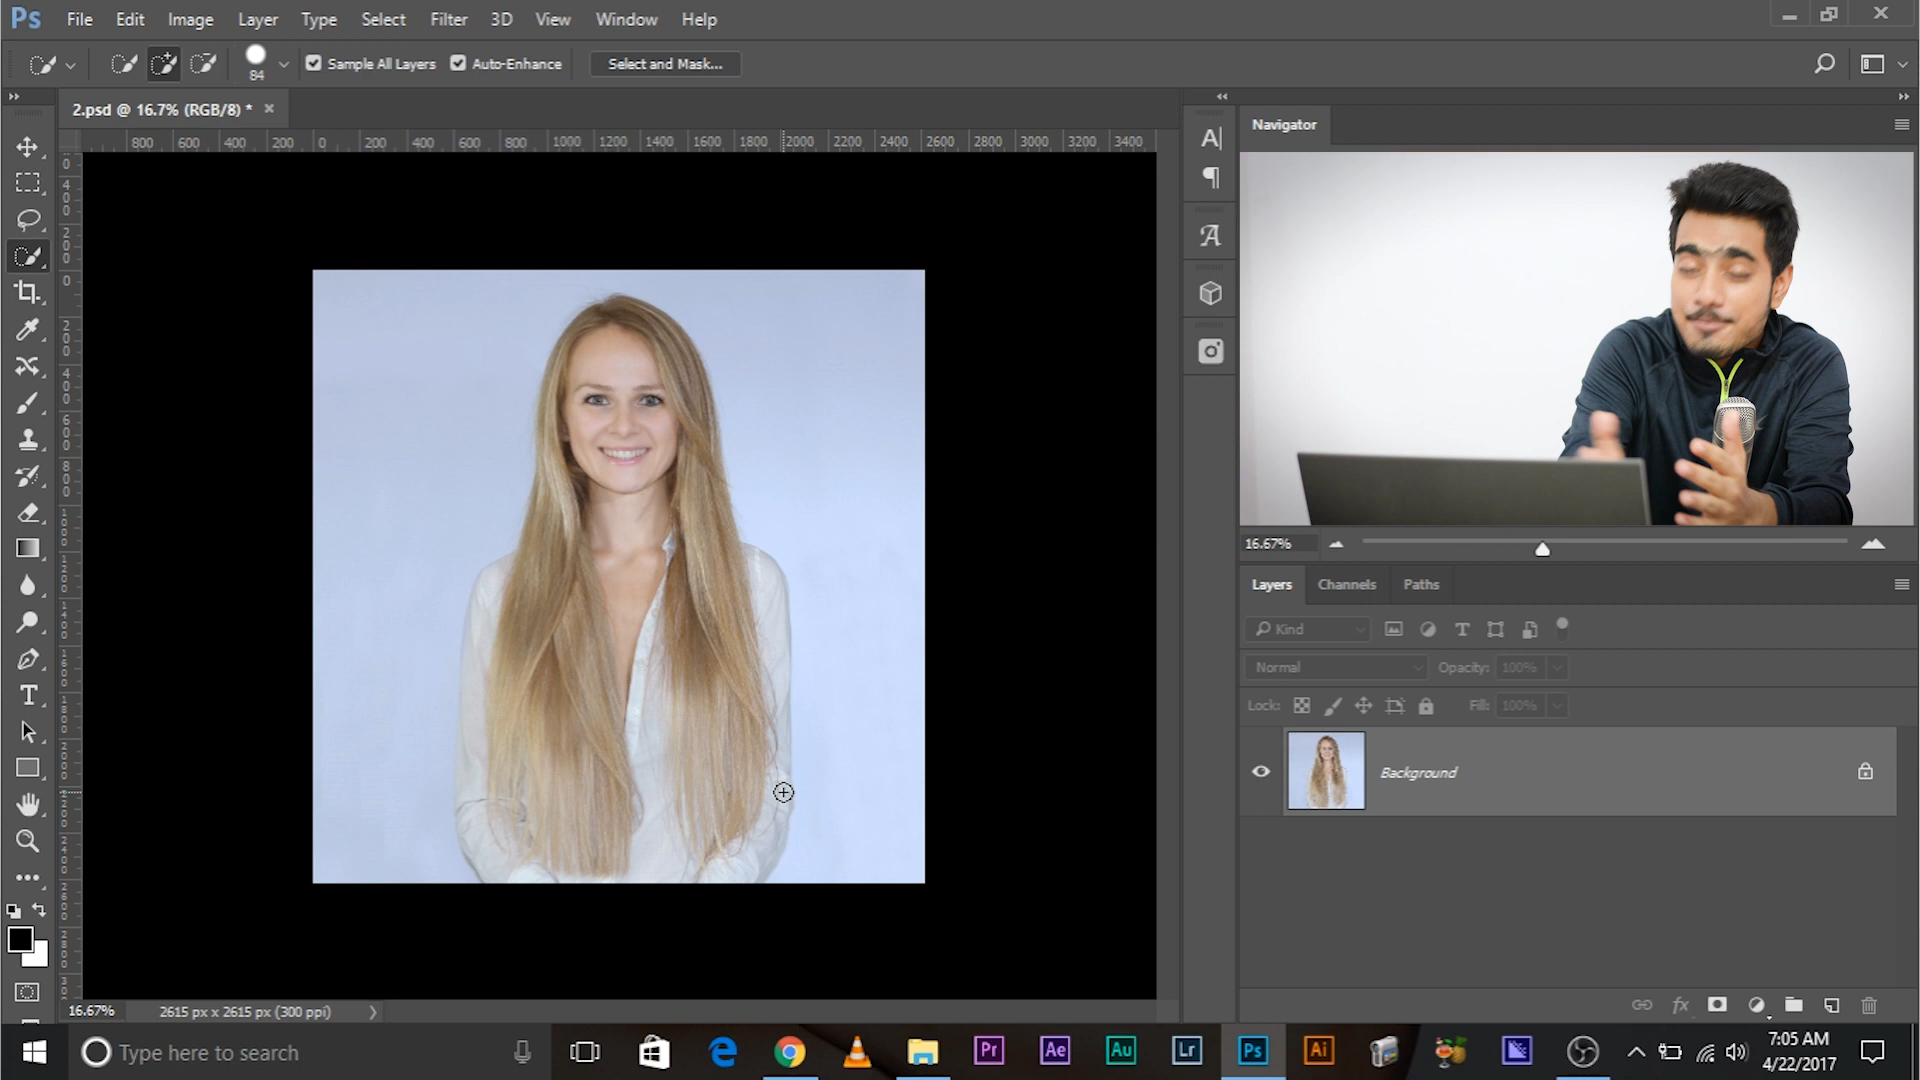 Ps File Edit Image Layer Type Select Filter 3D View Window Help
84 Sample All Layers Auto-Enhance Select and Mask...
2.psd @ 16.7% (RGB/8) *
800 600 400 200 0 200 400 600 800 1000 1200 1400 1600 1800 2000 2200 2400 2600 2800 3000 3200 3400
Navigator
16.67%
Layers Channels Paths
Kind
Normal Opacity: 100%
Lock: Fill: 100%
Background
fx
16.67% 2615 px x 2615 px (300 ppi)
Type here to search
Pr Ae Au Lr Ps Ai
7:05 AM
4/22/2017